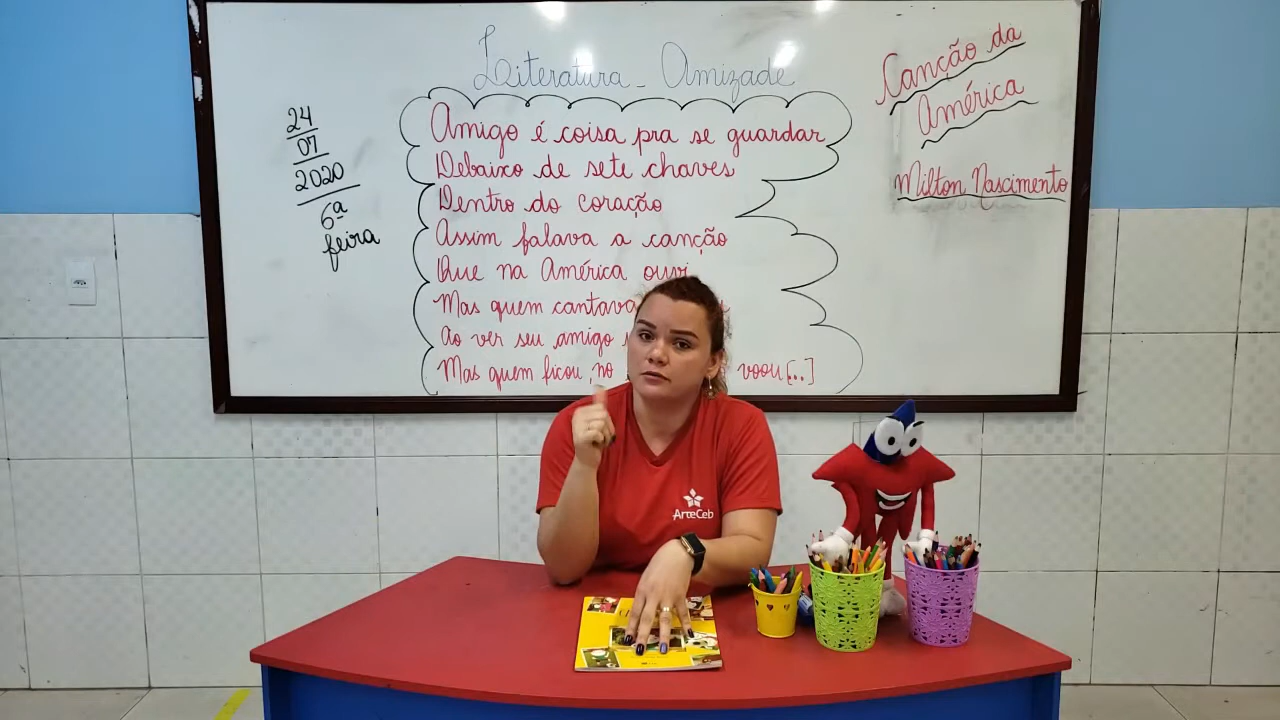 Literatura - Amizade
24
07
2020
6ª
feira
Amigo é coisa pra se guardar
Debaixo de sete chaves
Dentro do coração
Assim falava a canção
Que na América ouvi
Mas quem cantava
Ao ver seu amigo
Mas quem ficou, no voou [...]
Canção da
América
Milton Nascimento
ArteCeb